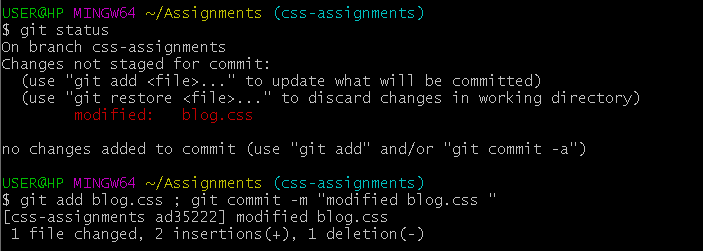 USER@HP MINGW64 ~/Assignments (css-assignments)
$ git status
On branch css-assignments
Changes not staged for commit:
  (use "git add <file>..." to update what will be committed)
  (use "git restore <file>..." to discard changes in working directory)
        modified:   blog.css

no changes added to commit (use "git add" and/or "git commit -a")

USER@HP MINGW64 ~/Assignments (css-assignments)
$ git add blog.css ; git commit -m "modified blog.css "
[css-assignments ad35222] modified blog.css
 1 file changed, 2 insertions(+), 1 deletion(-)